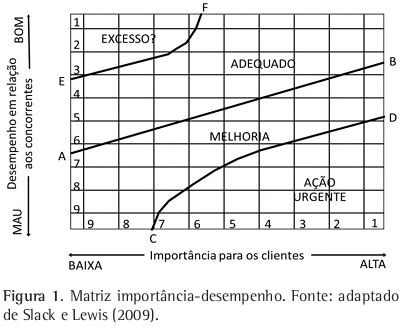 F
BOM
1
EXCESSO?
2
ADEQUADO
B
3
E
4
D
Desempenho em relação
aos concorrentes
5
MELHORIA
A
6
7
AÇÃO
URGENTE
8
MAU
9
9 8 7 6 5 4 3 2 1
C
Importância para os clientes
BAIXA
ALTA
Figura 1. Matriz importância-desempenho. Fonte: adaptado
de Slack e Lewis (2009).